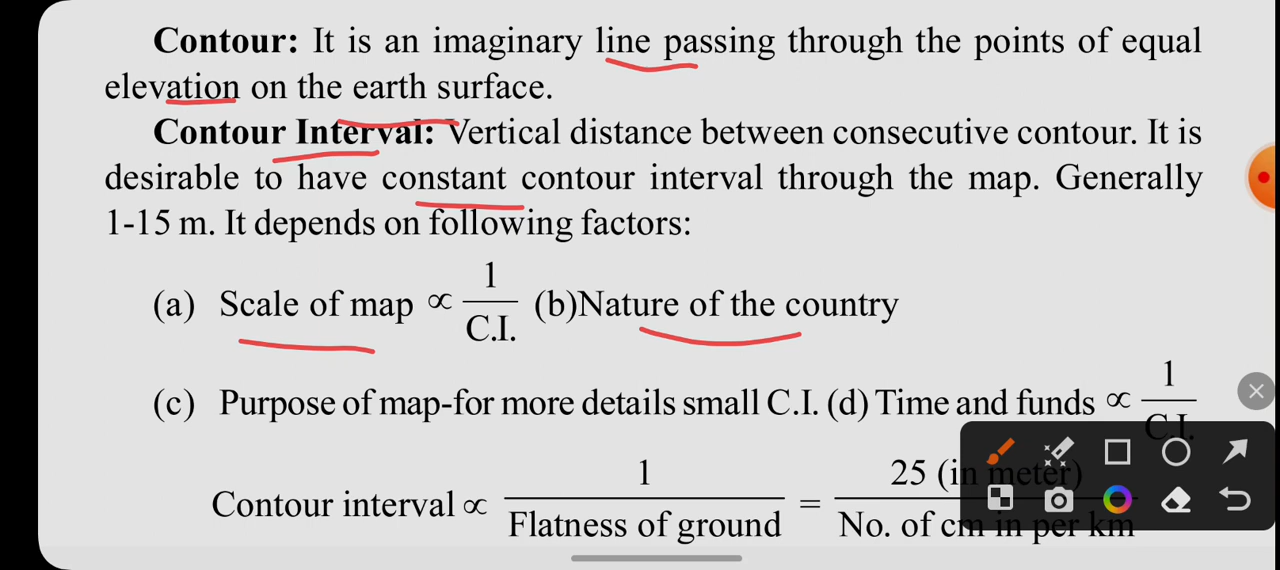 Contour: It is an imaginary line passing through the points of equal
elevation on the earth surface.
Contour Interval: Vertical distance between consecutive contour. It is
desirable to have constant contour interval through the map. Generally
1-15 m. It depends on following factors:
(a) Scale of map ∝ 1/C.I. (b)Nature of the country
(c) Purpose of map-for more details small C.I. (d) Time and funds ∝ 1/C.I.
Contour interval ∝ 1/Flatness of ground = 25 (in meter)/No. of cm in per km